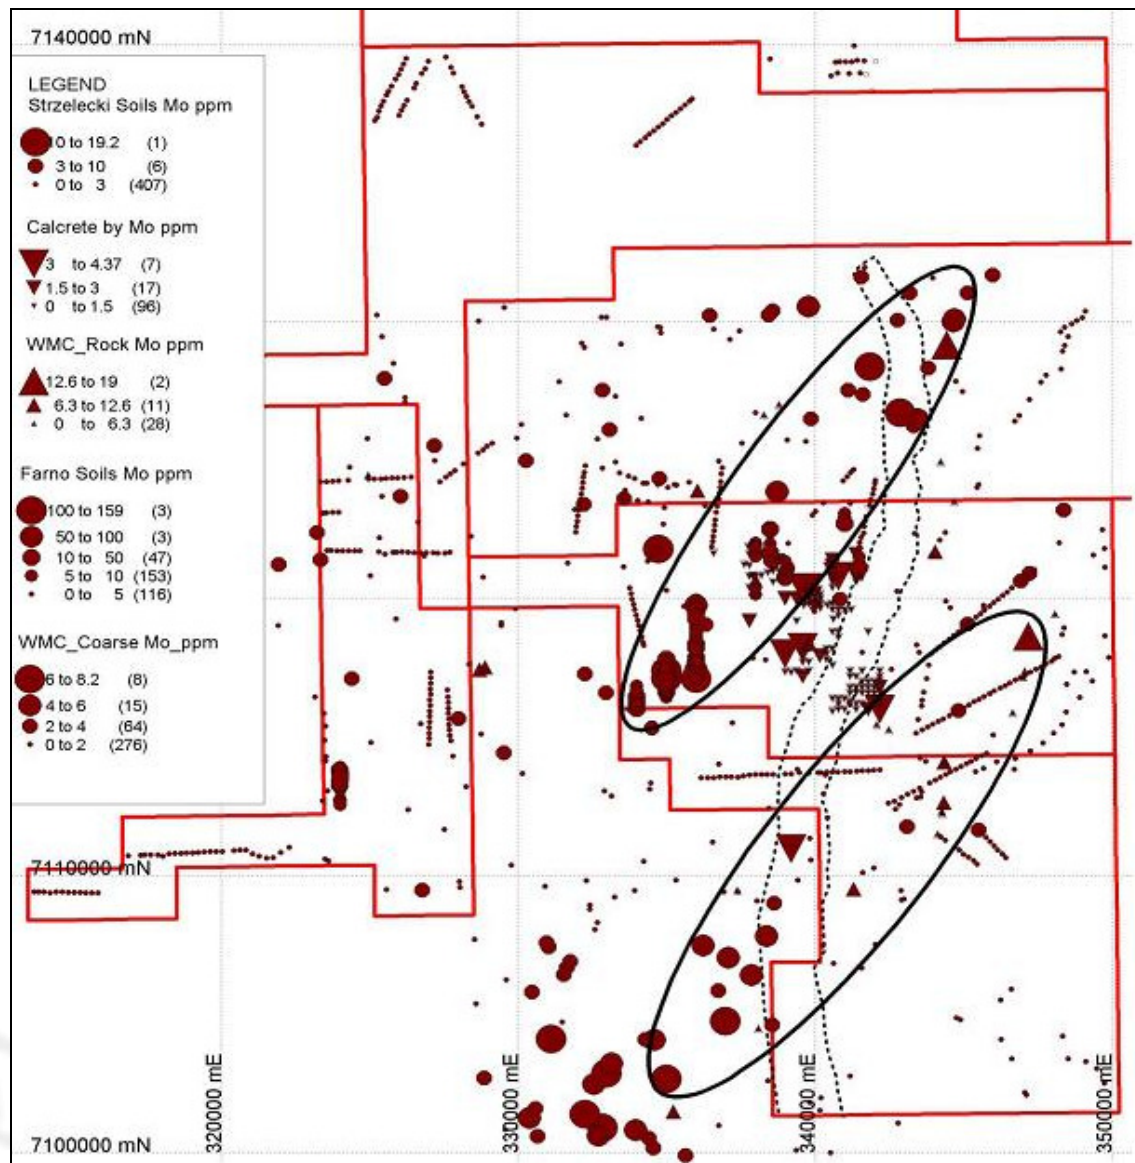 7140000 mN
LEGEND
Strzelecki Soils Mo ppm
10 to 19.2 (1)
3 to 10 (6)
0 to 3 (407)
Calcrete by Mo ppm
3 to 4.37 (7)
1.5 to 3 (17)
0 to 1.5 (96)
WMC_Rock Mo ppm
12.6 to 19 (2)
6.3 to 12.6 (11)
0 to 6.3 (28)
Farno Soils Mo ppm
100 to 159 (3)
50 to 100 (3)
10 to 50 (47)
5 to 10 (153)
0 to 5 (116)
WMC_Coarse Mo_ppm
6 to 8.2 (8)
4 to 6 (15)
2 to 4 (64)
0 to 2 (276)
7110000 mN
7100000 mN
320000 mE
330000 mE
340000 mE
350000 mE